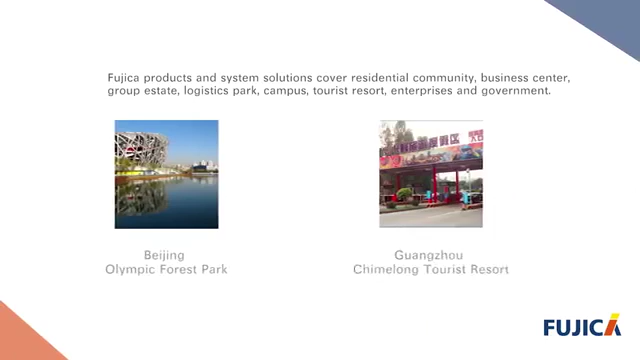 Fujica products and system solutions cover residential community, business center,
group estate, logistics park, campus, tourist resort, enterprises and government.
Beijing
Olympic Forest Park
Guangzhou
Chimelong Tourist Resort
FUJICA